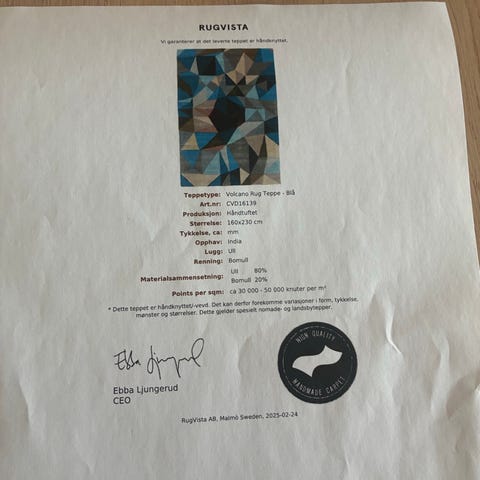 RUGVISTA
Vi garanterer at det leverte teppet er håndknyttet.
Teppetype: Volcano Rug Teppe - Blå
Art.nr: CVD16139
Produksjon: Håndtuftet
Størrelse: 160x230 cm
Tykkelse, ca: mm
Opphav: India
Lugg: Ull
Renning: Bomull
Materialsammensetning: Ull 80%
Bomull 20%
Points per sqm: ca 30 000 - 50 000 knuter per m²
* Dette teppet er håndknyttet/-vevd. Det kan derfor forekomme variasjoner i form, tykkelse,
mønster og størrelser. Dette gjelder spesielt nomade- og landsbytepper.
Ebba Ljungerud
HIGH QUALITY
HANDMADE CARPET
Ebba Ljungerud
CEO
RugVista AB, Malmö Sweden, 2025-02-24